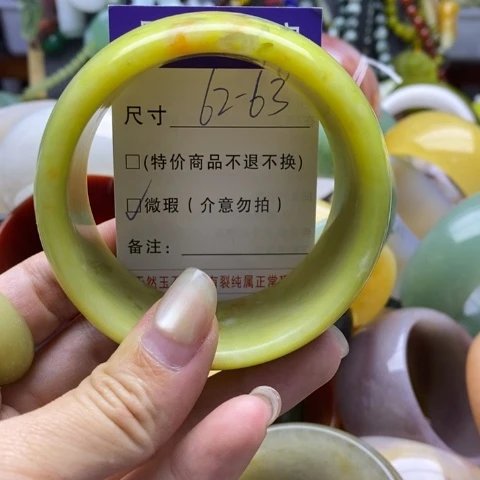 尺寸 62-63
□(特价商品不退不换)
☑微瑕(介意勿拍)
备注: